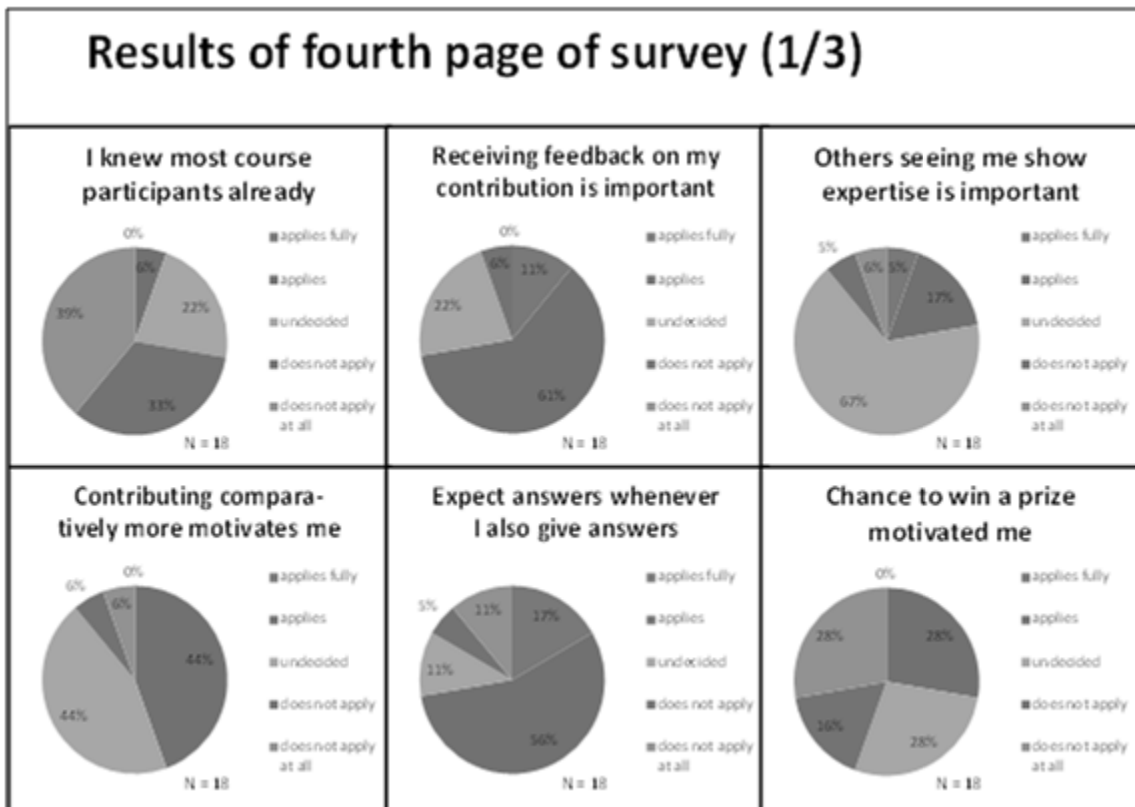 Results of fourth page of survey (1/3)
I knew most course
participants already
0%
6%
22%
33%
39%
applies fully
applies
undecided
does not apply
does not apply
at all
N = 18
Receiving feedback on my
contribution is important
0%
11%
61%
22%
6%
applies fully
applies
undecided
does not apply
does not apply
at all
N = 18
Others seeing me show
expertise is important
5%
17%
67%
5%
6%
applies fully
applies
undecided
does not apply
does not apply
at all
N = 18
Contributing compara-
tively more motivates me
0%
44%
44%
6%
6%
applies fully
applies
undecided
does not apply
does not apply
at all
N = 18
Expect answers whenever
I also give answers
17%
56%
11%
5%
11%
applies fully
applies
undecided
does not apply
does not apply
at all
N = 18
Chance to win a prize
motivated me
0%
28%
28%
16%
28%
applies fully
applies
undecided
does not apply
does not apply
at all
N = 18